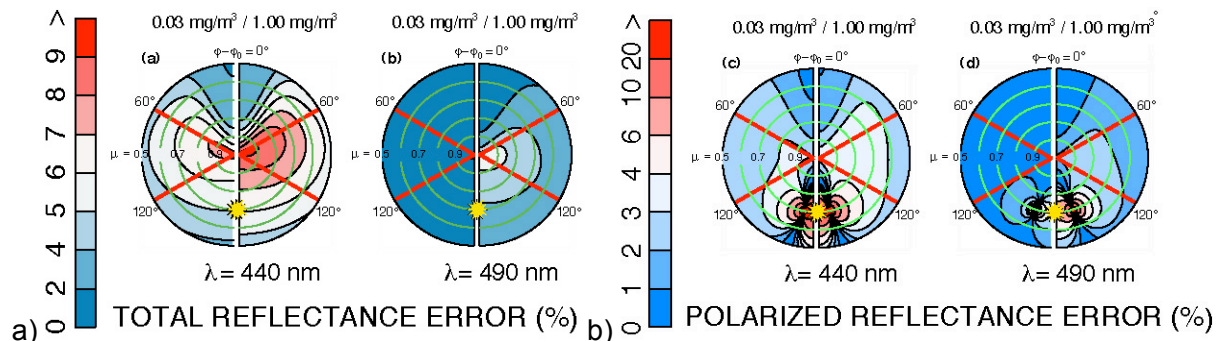 0.03 mg/m³ / 1.00 mg/m³
0.03 mg/m³ / 1.00 mg/m³
φ−φ₀ = 0°
(a)
(b)
60°
60°
60°
60°
μ = 0.5 0.7 0.9
μ = 0.5 0.7 0.9
120°
120°
120°
120°
λ = 440 nm
λ = 490 nm
0 2 4 5 6 7 9 >
a) TOTAL REFLECTANCE ERROR (%)
0.03 mg/m³ / 1.00 mg/m³
0.03 mg/m³ / 1.00 mg/m³°
φ−φ₀ = 0°
φ−φ₀ = 0°
(c)
(d)
60°
60°
60°
60°
μ = 0.5 0.7 0.9
μ = 0.5 0.7 0.9
120°
120°
120°
120°
λ = 440 nm
λ = 490 nm
0 1 2 3 4 6 10 20 >
b) POLARIZED REFLECTANCE ERROR (%)